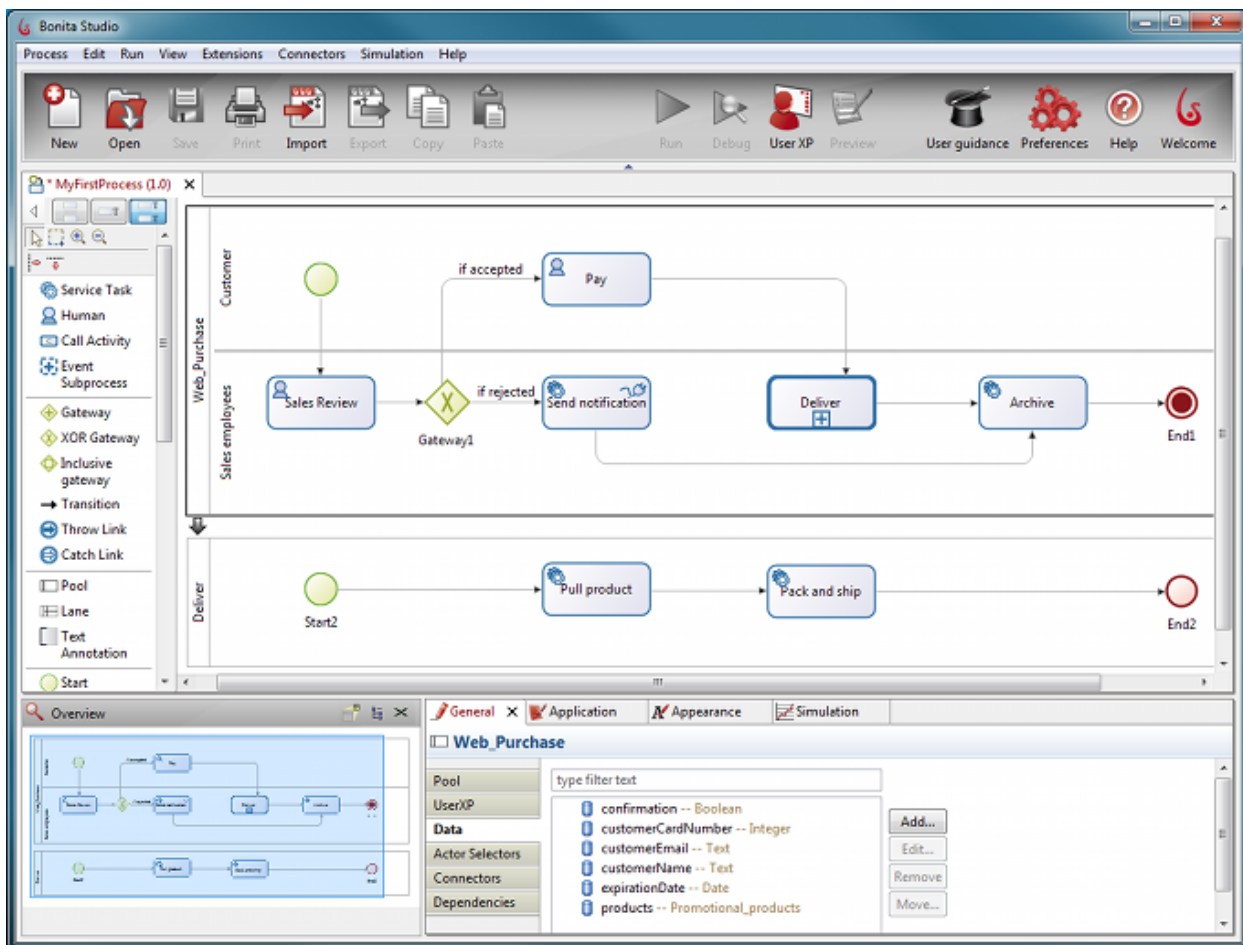 Bonita Studio
Process Edit Run View Extensions Connectors Simulation Help
New Open Save Print Import Export Copy Paste Run Debug User XP Preview User guidance Preferences Help Welcome
* MyFirstProcess (1.0)
Service Task
Human
Call Activity
Event
Subprocess
Gateway
XOR Gateway
Inclusive
gateway
Transition
Throw Link
Catch Link
Pool
Lane
Text
Annotation
Start
Web_Purchase
Customer
if accepted
Pay
Sales employees
Sales Review
X
Gateway1
if rejected
Send notification
Deliver
Archive
End1
Deliver
Start2
Pull product
Pack and ship
End2
Overview
General Application Appearance Simulation
Web_Purchase
Pool
UserXP
Data
Actor Selectors
Connectors
Dependencies
type filter text
confirmation -- Boolean
customerCardNumber -- Integer
customerEmail -- Text
customerName -- Text
expirationDate -- Date
products -- Promotional_products
Add...
Edit...
Remove
Move...